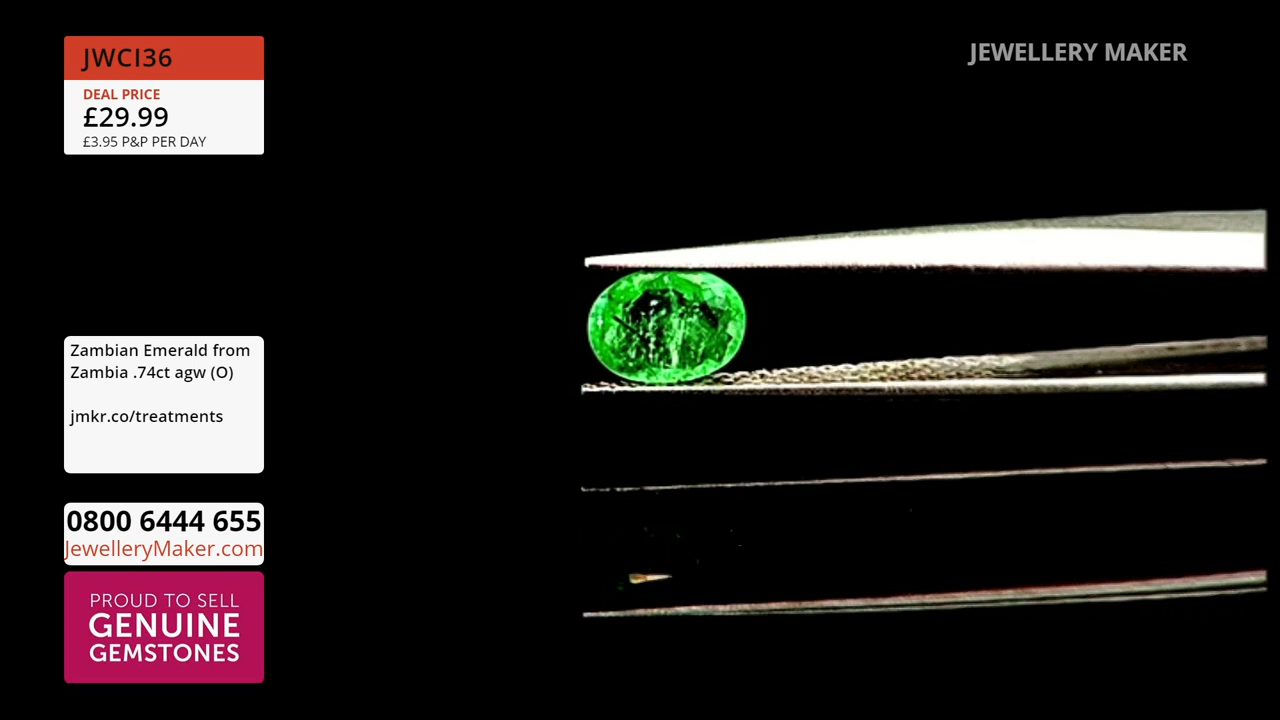 JWCI36
DEAL PRICE
£29.99
£3.95 P&P PER DAY
JEWELLERY MAKER
Zambian Emerald from
Zambia .74ct agw (O)
jmkr.co/treatments
0800 6444 655
JewelleryMaker.com
PROUD TO SELL
GENUINE
GEMSTONES